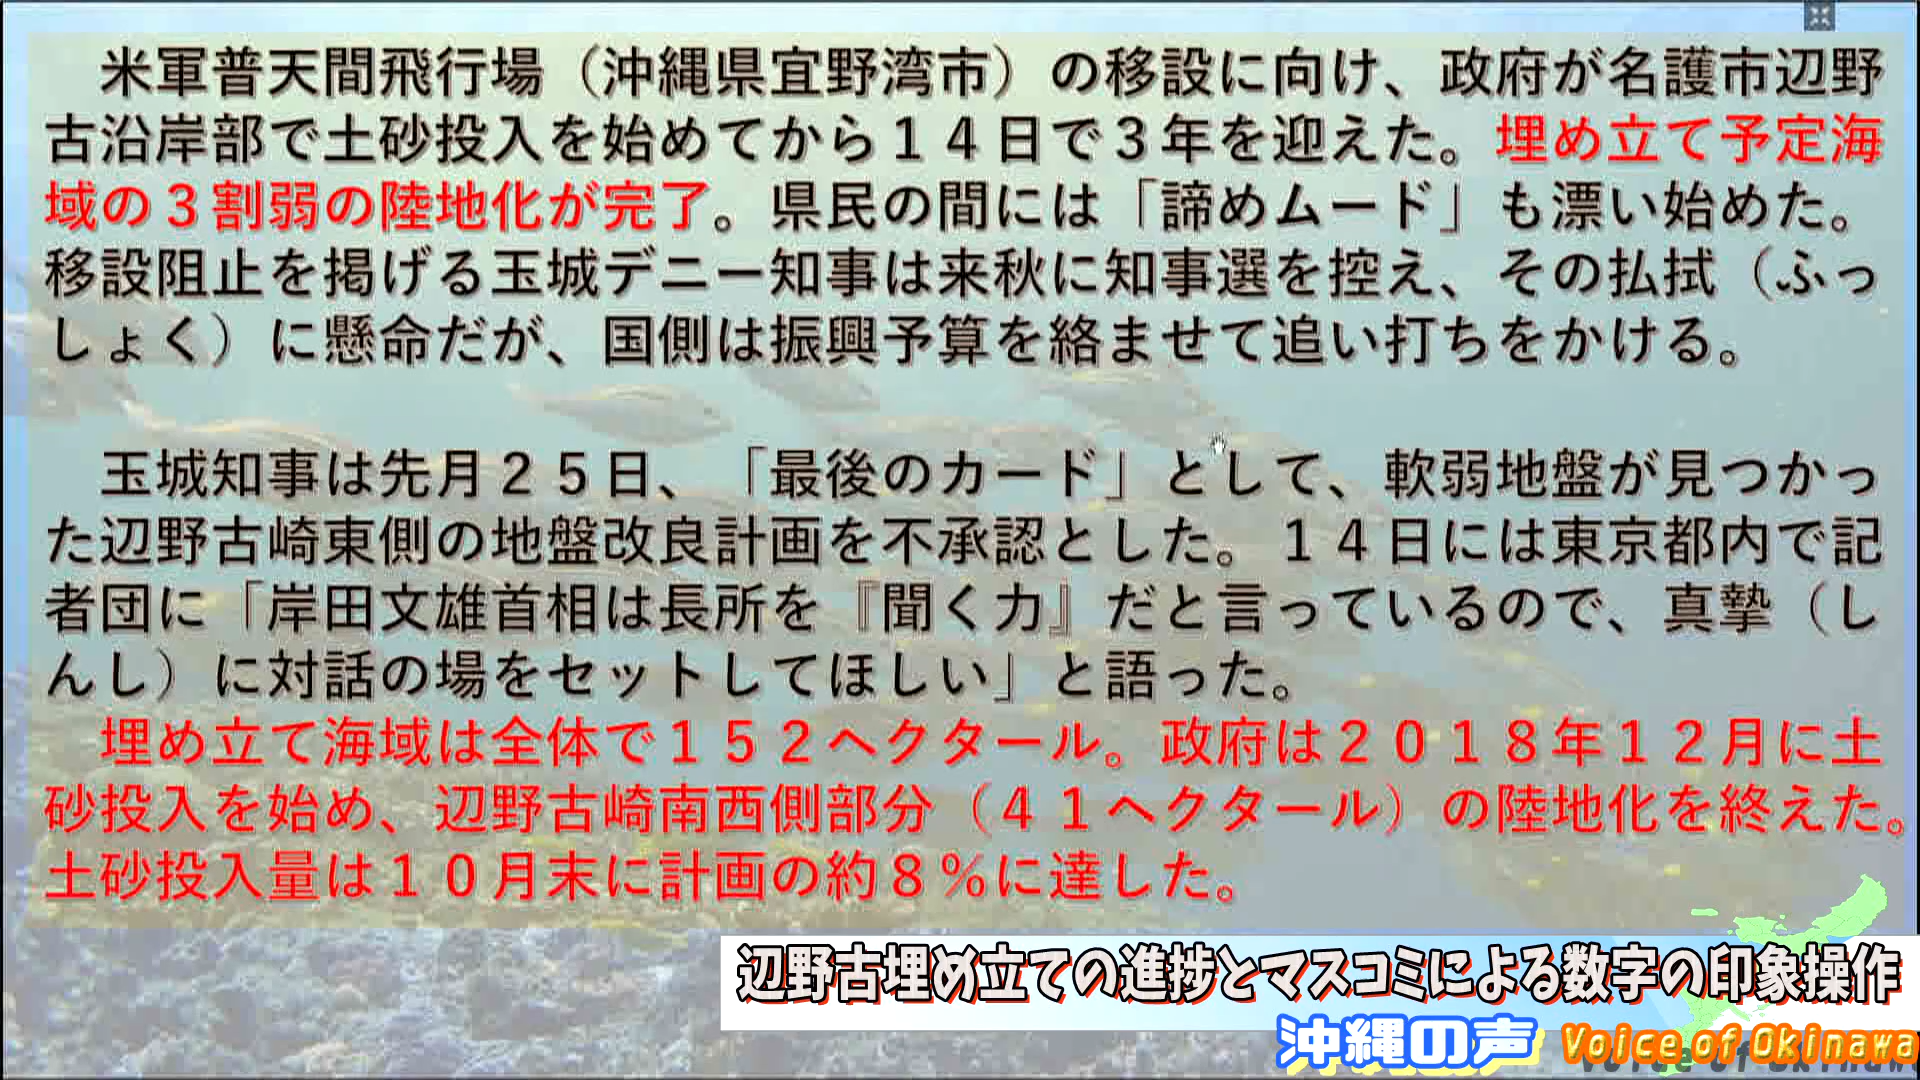 米軍普天間飛行場（沖縄県宜野湾市）の移設に向け、政府が名護市辺野
古沿岸部で土砂投入を始めてから１４日で３年を迎えた。埋め立て予定海
域の３割弱の陸地化が完了。県民の間には「諦めムード」も漂い始めた。
移設阻止を掲げる玉城デニー知事は来秋に知事選を控え、その払拭（ふっ
しょく）に懸命だが、国側は振興予算を絡ませて追い打ちをかける。
玉城知事は先月２５日、「最後のカード」として、軟弱地盤が見つかっ
た辺野古崎東側の地盤改良計画を不承認とした。１４日には東京都内で記
者団に「岸田文雄首相は長所を『聞く力』だと言っているので、真摯（し
んし）に対話の場をセットしてほしい」と語った。
埋め立て海域は全体で１５２ヘクタール。政府は２０１８年１２月に土
砂投入を始め、辺野古崎南西側部分（４１ヘクタール）の陸地化を終えた。
土砂投入量は１０月末に計画の約８％に達した。
辺野古埋め立ての進捗とマスコミによる数字の印象操作
沖縄の声 Voice of Okinawa